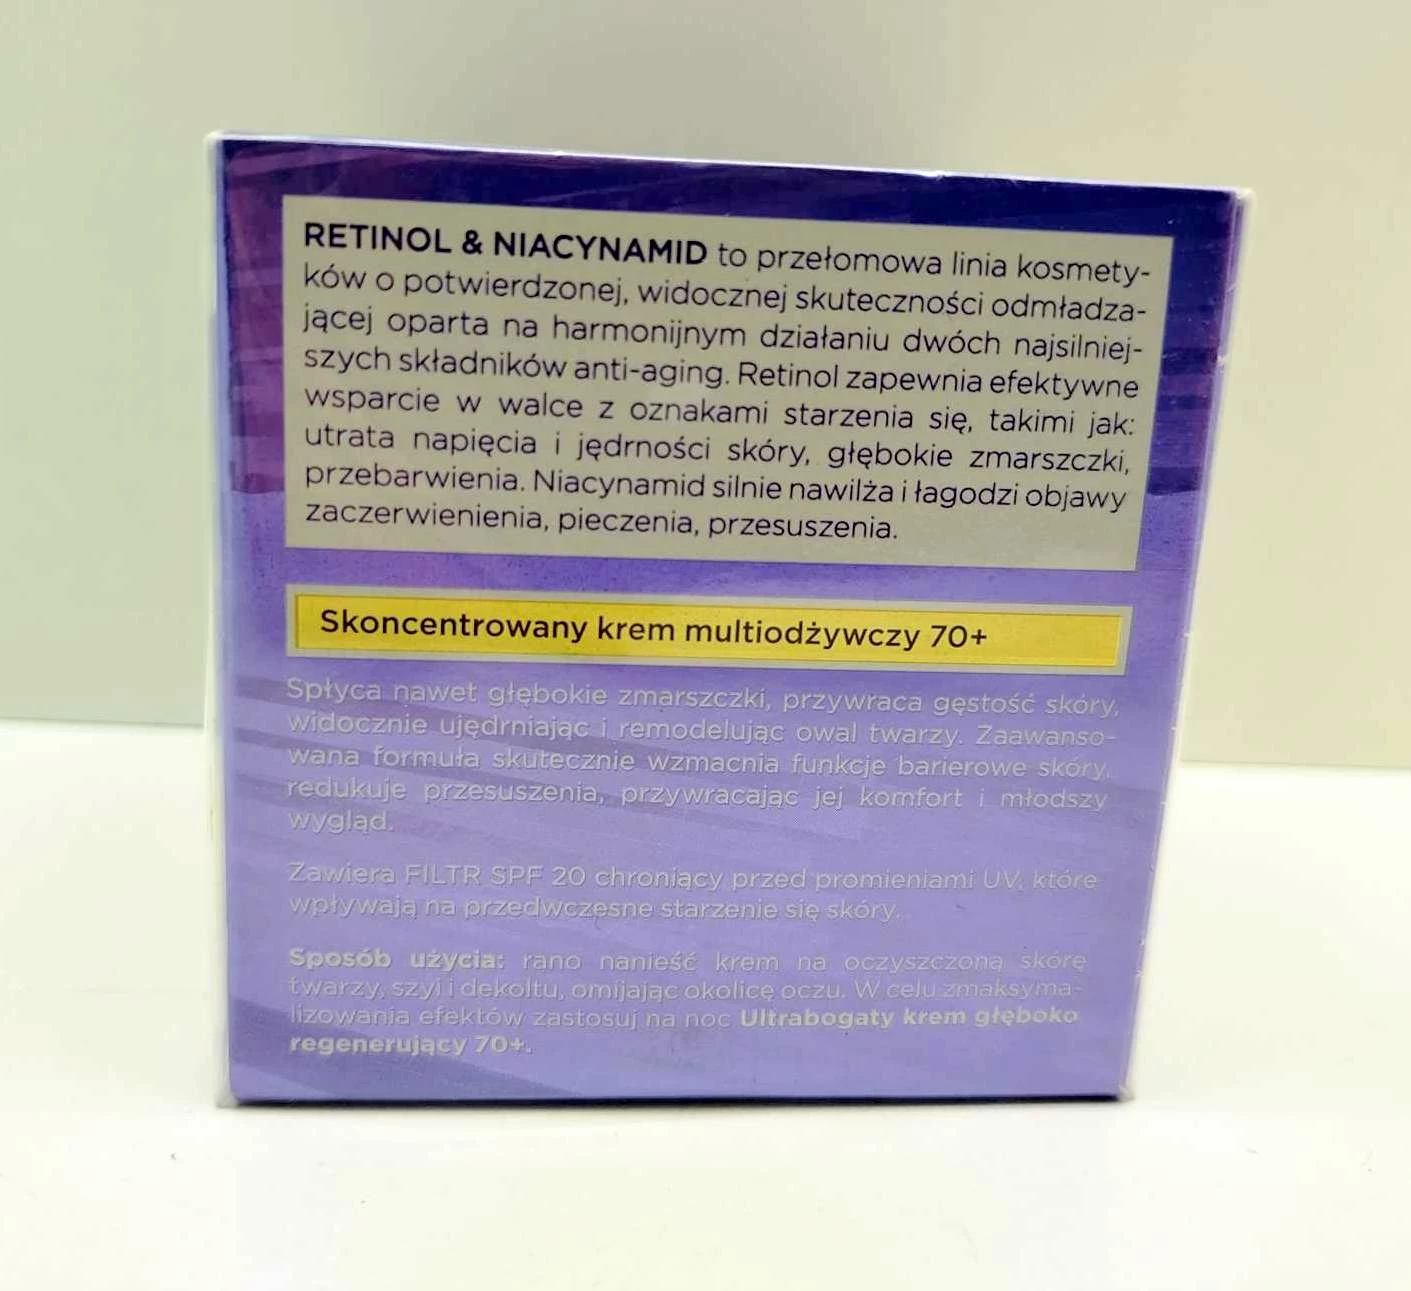 RETINOL & NIACYNAMID to przełomowa linia kosmety-
ków o potwierdzonej, widocznej skuteczności odmładza-
jącej oparta na harmonijnym działaniu dwóch najsilniej-
szych składników anti-aging. Retinol zapewnia efektywne
wsparcie w walce z oznakami starzenia się, takimi jak:
utrata napięcia i jędrności skóry, głębokie zmarszczki,
przebarwienia. Niacynamid silnie nawilża i łagodzi objawy
zaczerwienienia, pieczenia, przesuszenia.
Skoncentrowany krem multiodżywczy 70+
Spłyca nawet głębokie zmarszczki, przywraca gęstość skóry,
widocznie ujędrniając i remodelując owal twarzy. Zaawanso-
wana formuła skutecznie wzmacnia funkcje barierowe skóry,
redukuje przesuszenia, przywracając jej komfort i młodszy
wygląd.
Zawiera FILTR SPF 20 chroniący przed promieniami UV, które
wpływają na przedwczesne starzenie się skóry.
Sposób użycia: rano nanieść krem na oczyszczoną skórę
twarzy, szyi i dekoltu, omijając okolicę oczu. W celu zmaksyma-
lizowania efektów zastosuj na noc Ultrabogaty krem głęboko
regenerujący 70+.